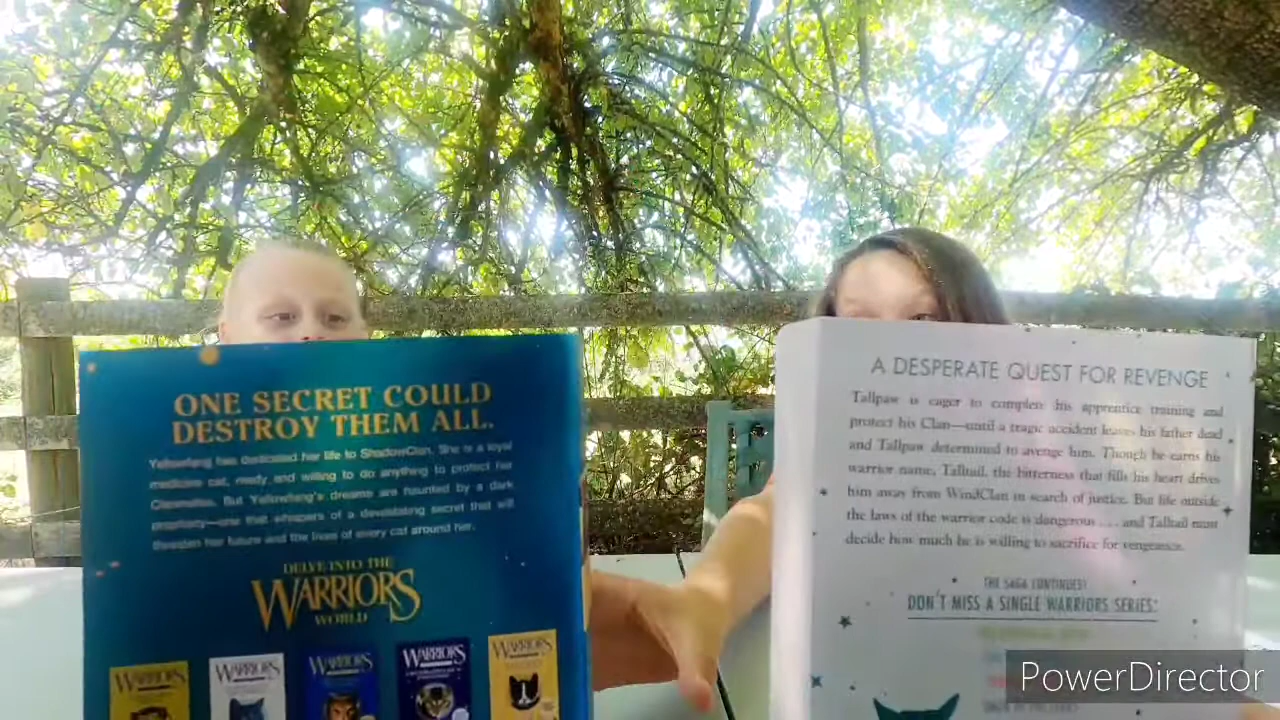 ONE SECRET COULD
DESTROY THEM ALL.
Yellowfang has dedicated her life to ShadowClan. She is a loyal
medicine cat, ready and willing to do anything to protect her
Clanmates. But Yellowfang's dreams are haunted by a dark
prophecy—one that whispers of a devastating secret that will
threaten her future and the lives of every cat around her.
DELVE INTO THE
WARRIORS
WORLD
WARRIORS
WARRIORS
WARRIORS
WARRIORS
WARRIORS
A DESPERATE QUEST FOR REVENGE
Tallpaw is eager to complete his apprentice training and
protect his Clan—until a tragic accident leaves his father dead
and Tallpaw determined to avenge him. Though he earns his
warrior name, Talltail, the bitterness that fills his heart drives
him away from WindClan in search of justice. But life outside
the laws of the warrior code is dangerous . . . and Talltail must
decide how much he is willing to sacrifice for vengeance.
THE SAGA CONTINUES!
DON'T MISS A SINGLE WARRIORS SERIES:
PowerDirector